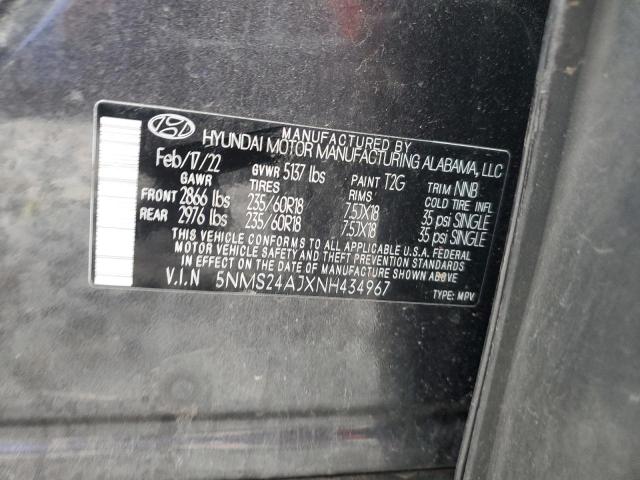 MANUFACTURED BY
HYUNDAI MOTOR MANUFACTURING ALABAMA, LLC
Feb/17/22 GVWR 5137 lbs PAINT T2G TRIM NNB
GAWR TIRES RIMS COLD TIRE INFL
FRONT 2866 lbs 235/60R18 7.5JX18 35 psi SINGLE
REAR 2976 lbs 235/60R18 7.5JX18 35 psi SINGLE
THIS VEHICLE CONFORMS TO ALL APPLICABLE U.S.A. FEDERAL
MOTOR VEHICLE SAFETY AND THEFT PREVENTION STANDARDS
IN EFFECT ON THE DATE OF MANUFACTURE SHOWN ABOVE
V.I.N 5NMS24AJXNH434967 TYPE: MPV